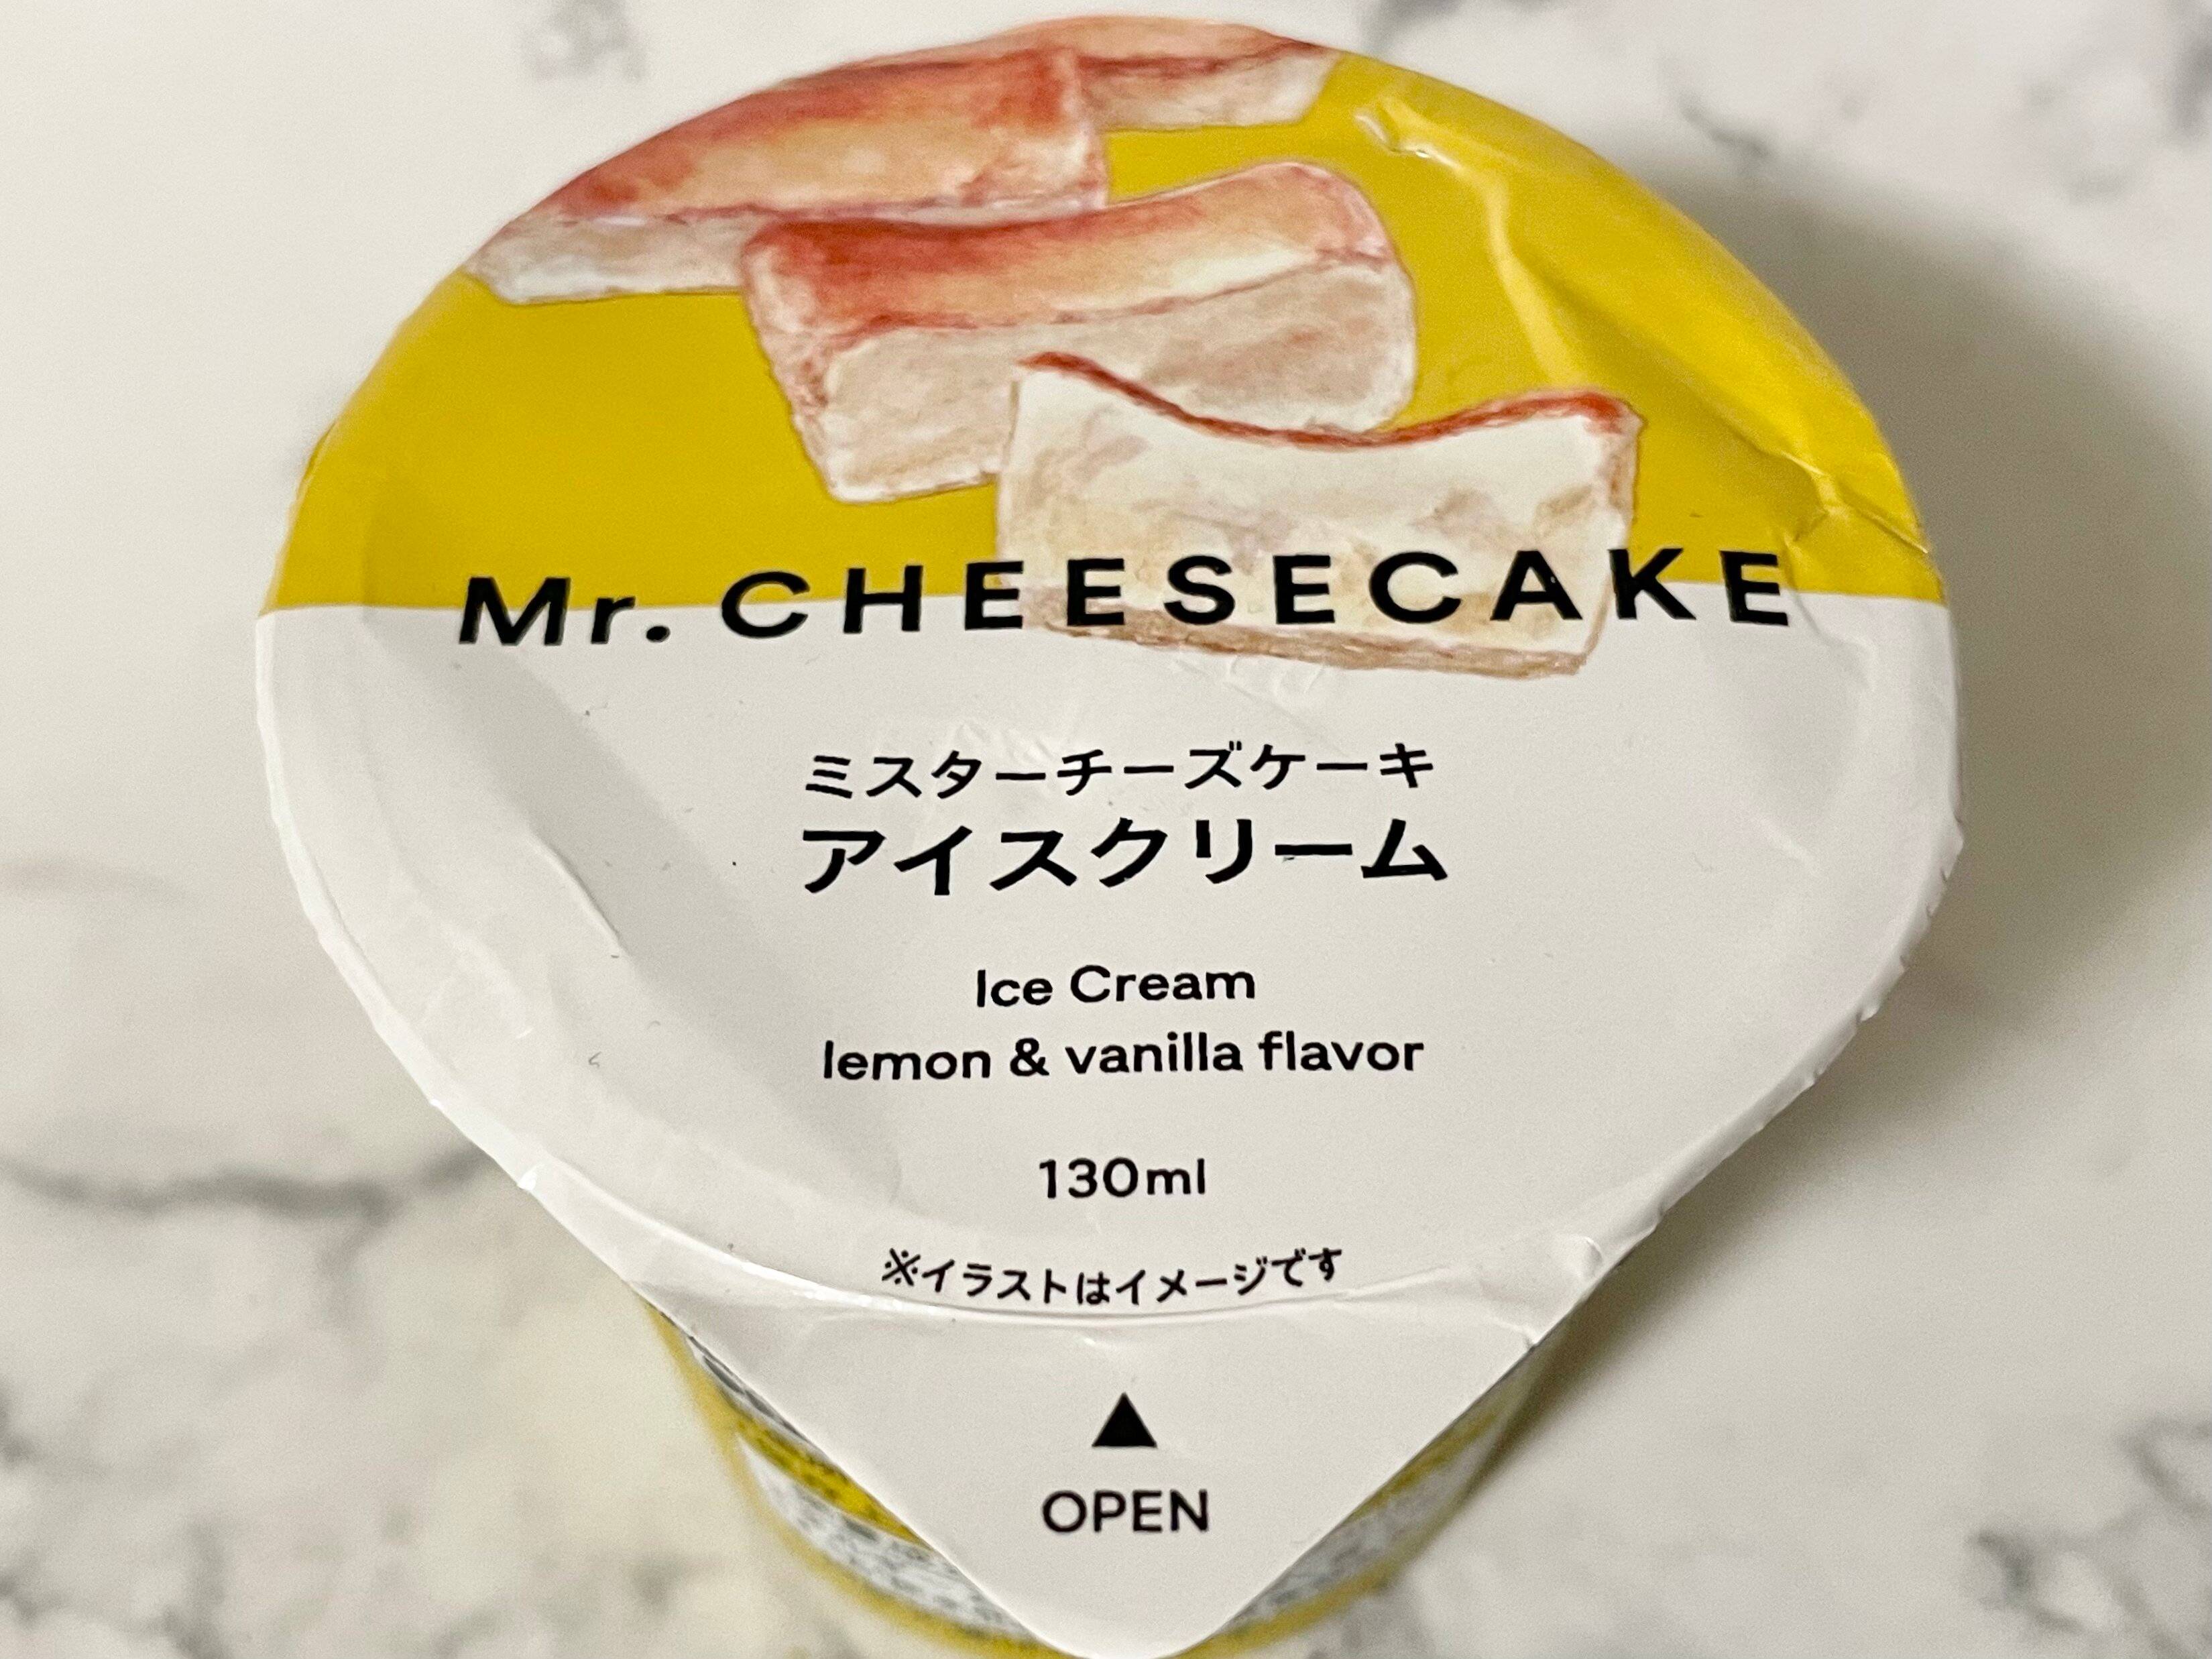 Mr. CHEESECAKE
ミスターチーズケーキ
アイスクリーム
Ice Cream
lemon & vanilla flavor
130ml
※イラストはイメージです
▲
OPEN